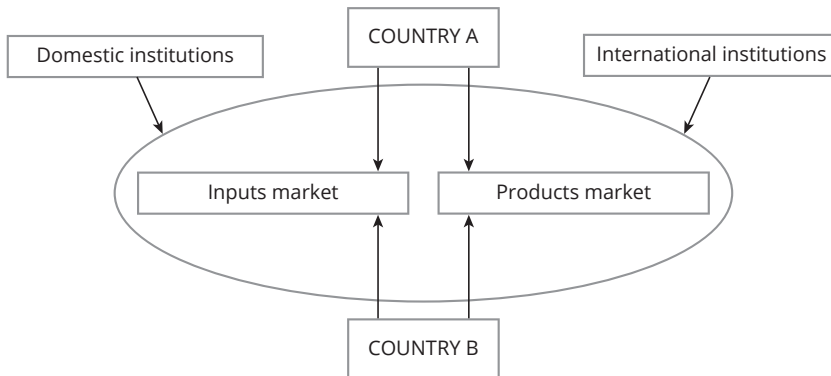 COUNTRY A
Domestic institutions
International institutions
Inputs market
Products market
COUNTRY B